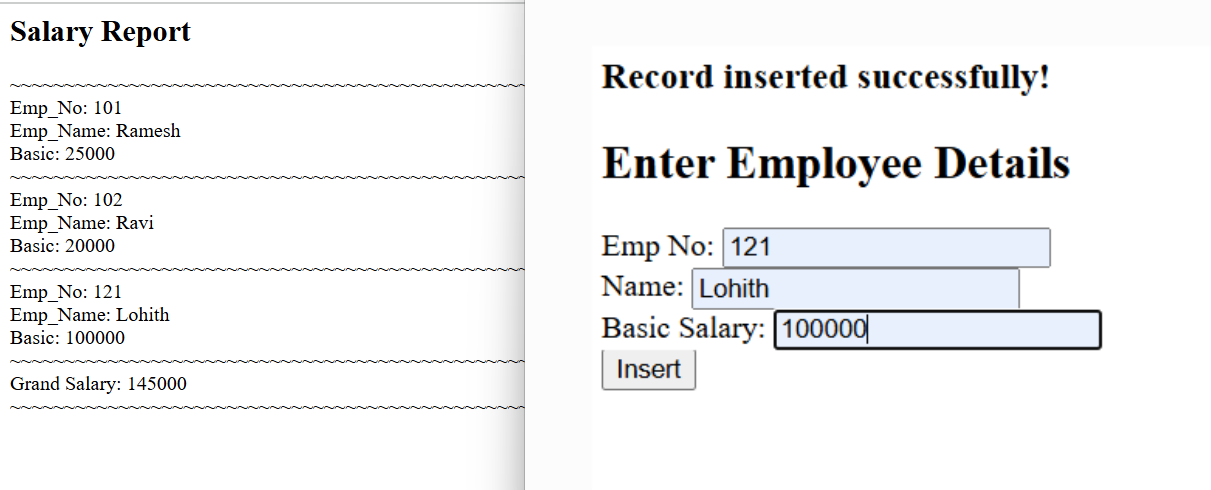 Salary Report
~~~~~~~~~~~~~~~~~~~~~~~~~~~~~~~~~~~~~~~~~~~~~~~
Emp_No: 101
Emp_Name: Ramesh
Basic: 25000
~~~~~~~~~~~~~~~~~~~~~~~~~~~~~~~~~~~~~~~~~~~~~~~
Emp_No: 102
Emp_Name: Ravi
Basic: 20000
~~~~~~~~~~~~~~~~~~~~~~~~~~~~~~~~~~~~~~~~~~~~~~~
Emp_No: 121
Emp_Name: Lohith
Basic: 100000
~~~~~~~~~~~~~~~~~~~~~~~~~~~~~~~~~~~~~~~~~~~~~~~
Grand Salary: 145000
~~~~~~~~~~~~~~~~~~~~~~~~~~~~~~~~~~~~~~~~~~~~~~~
Record inserted successfully!
Enter Employee Details
Emp No: 121
Name: Lohith
Basic Salary: 100000
Insert